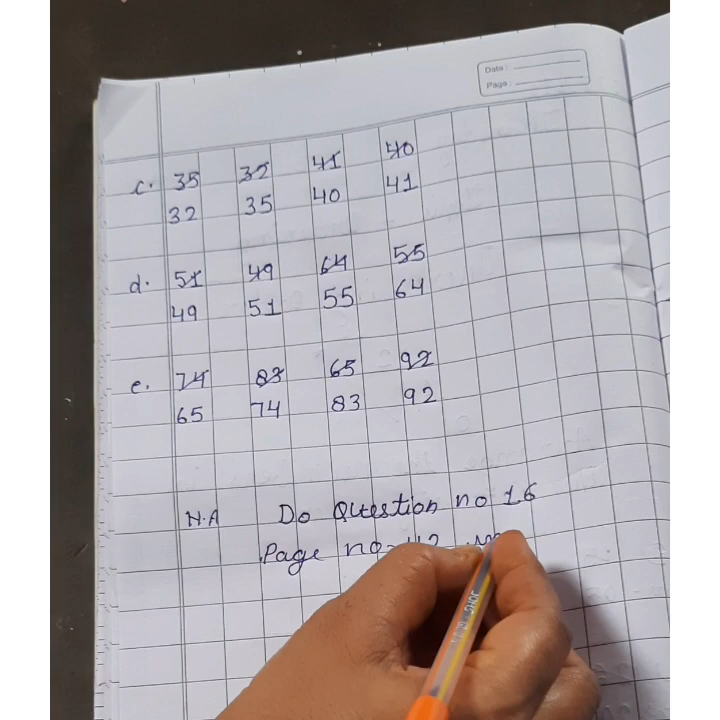 Date :
Page :
c. 35 32 41 40
32 35 40 41
d. 51 49 64 55
49 51 55 64
e. 74 83 65 92
65 74 83 92
H.A Do Question no 16
Page no-